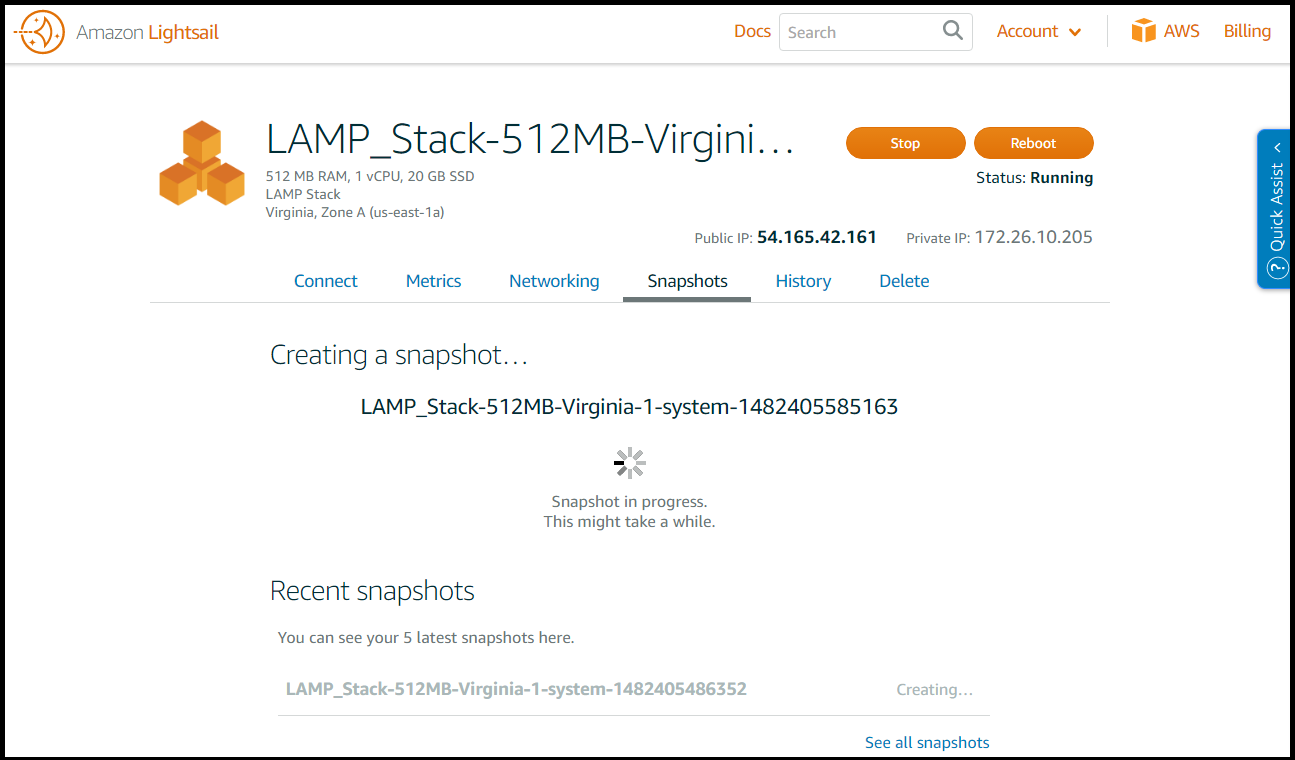 Amazon Lightsail
Docs
Search
Account
AWS
Billing
LAMP_Stack-512MB-Virgini...
Stop
Reboot
512 MB RAM, 1 vCPU, 20 GB SSD
Status: Running
LAMP Stack
Virginia, Zone A (us-east-1a)
Public IP: 54.165.42.161
Private IP: 172.26.10.205
? Quick Assist
Connect
Metrics
Networking
Snapshots
History
Delete
Creating a snapshot...
LAMP_Stack-512MB-Virginia-1-system-1482405585163
Snapshot in progress.
This might take a while.
Recent snapshots
You can see your 5 latest snapshots here.
LAMP_Stack-512MB-Virginia-1-system-1482405486352
Creating...
See all snapshots